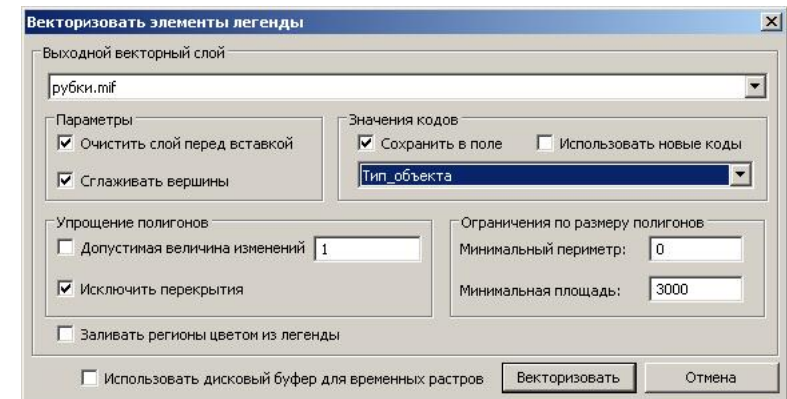 Векторизовать элементы легенды
Выходной векторный слой
рубки.mif
Параметры
Очистить слой перед вставкой
Сглаживать вершины
Значения кодов
Сохранить в поле Использовать новые коды
Тип_объекта
Упрощение полигонов
Допустимая величина изменений 1
Исключить перекрытия
Ограничения по размеру полигонов
Минимальный периметр: 0
Минимальная площадь: 3000
Заливать регионы цветом из легенды
Использовать дисковый буфер для временных растров Векторизовать Отмена